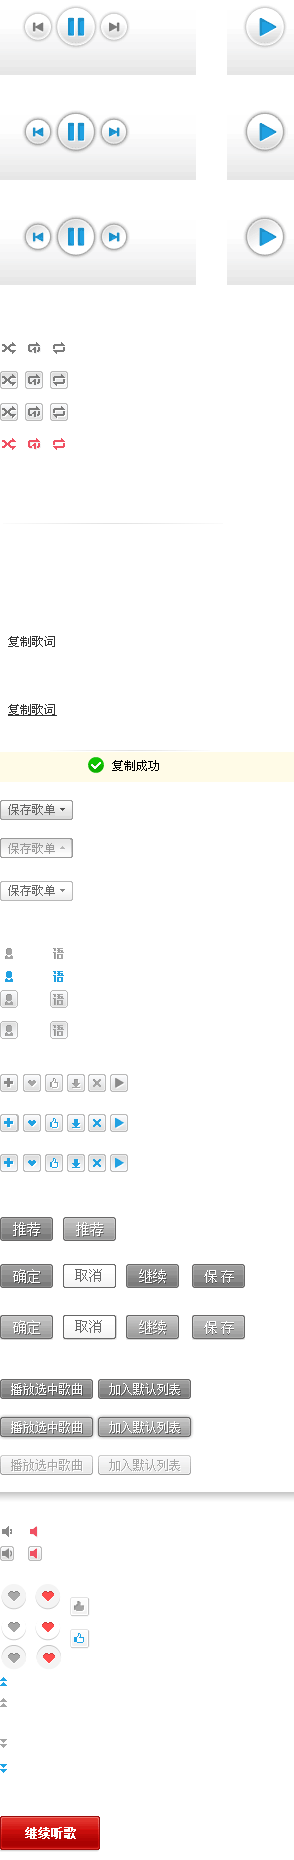 复制歌词
复制歌词
复制成功
保存歌单
保存歌单
保存歌单
语
语
语
语
推荐 推荐
确定 取消 继续 保存
确定 取消 继续 保存
播放选中歌曲 加入默认列表
播放选中歌曲 加入默认列表
播放选中歌曲 加入默认列表
继续听歌